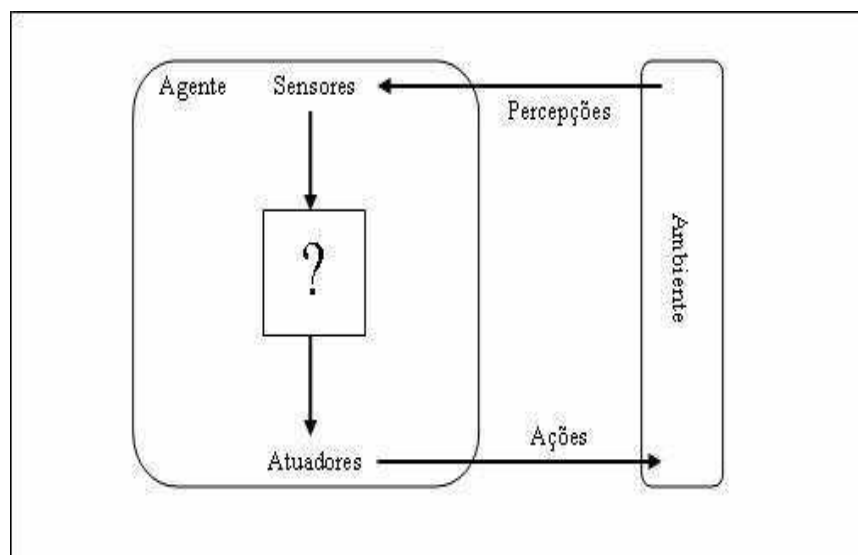 Agente
Sensores
Percepções
?
Ambiente
Ações
Atuadores